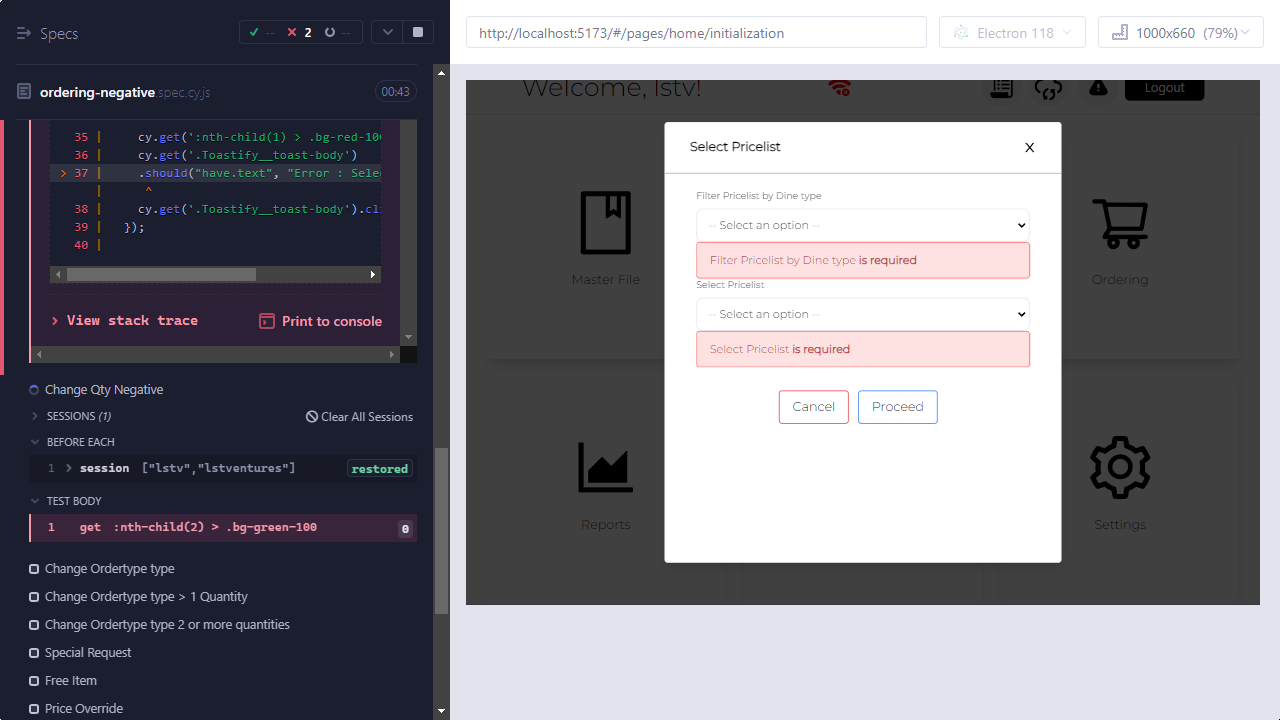 Specs
-- 2 --
ordering-negative.spec.cy.js 00:43
35 | cy.get(':nth-child(1) > .bg-red-100
36 | cy.get('.Toastify__toast-body')
> 37 | .should("have.text", "Error : Sele
| ^
38 | cy.get('.Toastify__toast-body').cli
39 | });
40 |
> View stack trace Print to console
Change Qty Negative
SESSIONS (1) Clear All Sessions
BEFORE EACH
1 > session ["lstv","lstventures"] restored
TEST BODY
1 get :nth-child(2) > .bg-green-100 0
Change Ordertype type
Change Ordertype type > 1 Quantity
Change Ordertype type 2 or more quantities
Special Request
Free Item
Price Override
http://localhost:5173/#/pages/home/initialization Electron 118 1000x660 (79%)
Welcome, lstv! Logout
Select Pricelist X
Filter Pricelist by Dine type
-- Select an option --
Filter Pricelist by Dine type is required
Select Pricelist
-- Select an option --
Select Pricelist is required
Cancel Proceed
Master File Ordering
Reports Settings